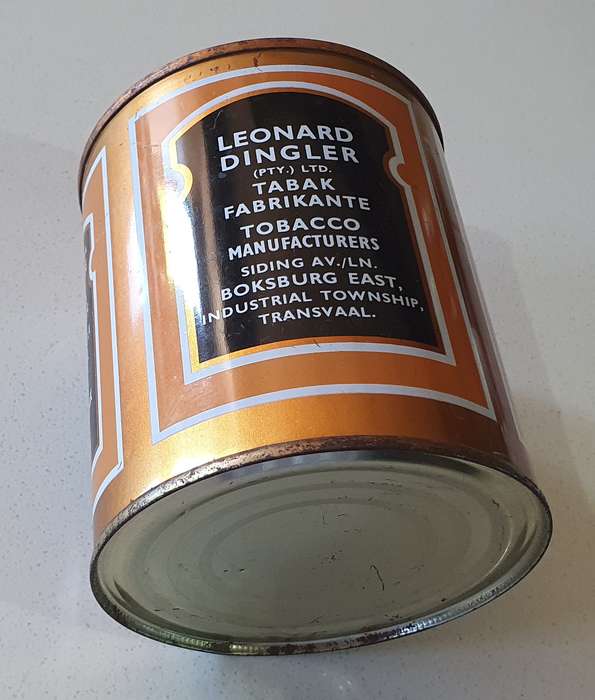 LEONARD
DINGLER
(PTY.) LTD.
TABAK
FABRIKANTE
TOBACCO
MANUFACTURERS
SIDING AV./LN.
BOKSBURG EAST,
INDUSTRIAL TOWNSHIP,
TRANSVAAL.